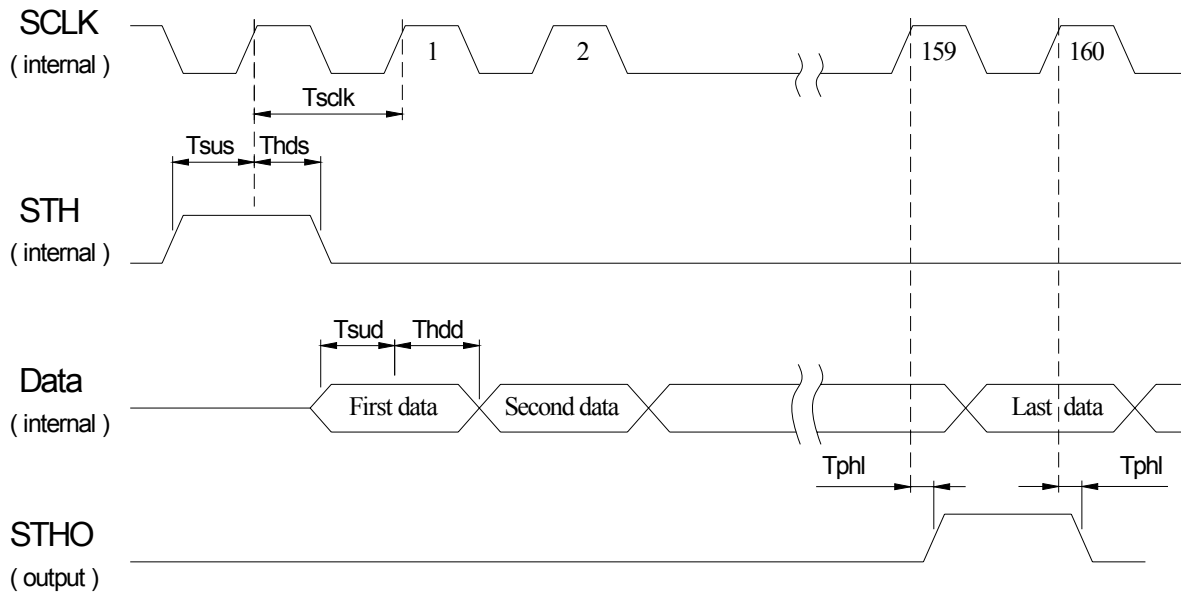 SCLK
( internal )
1
2
159
160
Tsclk
Tsus
Thds
STH
( internal )
Tsud
Thdd
Data
( internal )
First data
Second data
Last data
Tphl
Tphl
STHO
( output )